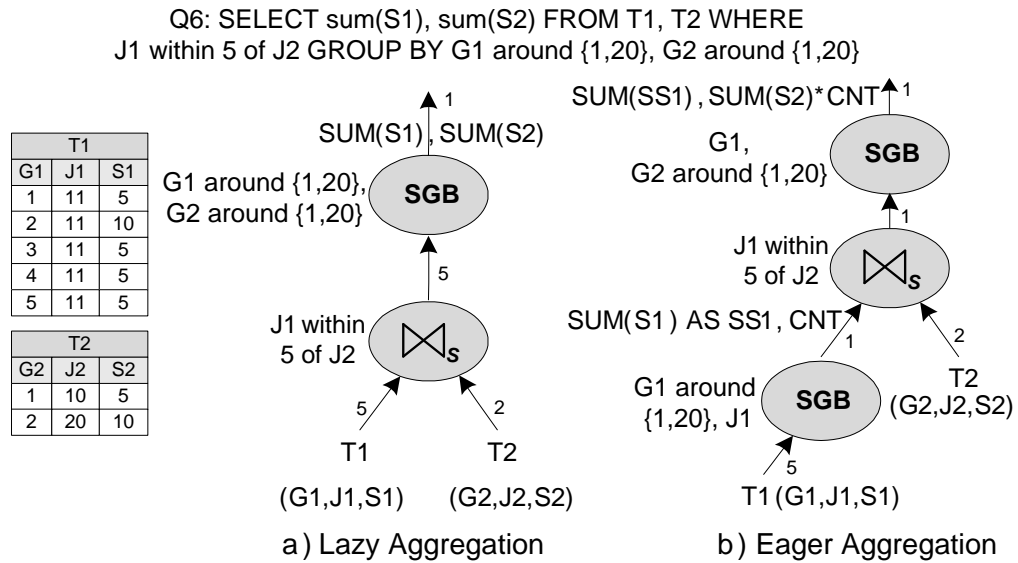 Q6: SELECT sum(S1), sum(S2) FROM T1, T2 WHERE
J1 within 5 of J2 GROUP BY G1 around {1,20}, G2 around {1,20}
T1
G1 J1 S1
1 11 5
2 11 10
3 11 5
4 11 5
5 11 5
T2
G2 J2 S2
1 10 5
2 20 10
1
SUM(S1), SUM(S2)
G1 around {1,20},
G2 around {1,20}
SGB
5
J1 within
5 of J2
S
5
2
T1
(G1,J1,S1)
T2
(G2,J2,S2)
a) Lazy Aggregation
SUM(SS1), SUM(S2)*CNT
1
G1,
G2 around {1,20}
SGB
1
J1 within
5 of J2
S
SUM(S1) AS SS1, CNT
1
2
T2
(G2,J2,S2)
G1 around
{1,20}, J1
SGB
5
T1 (G1,J1,S1)
b) Eager Aggregation